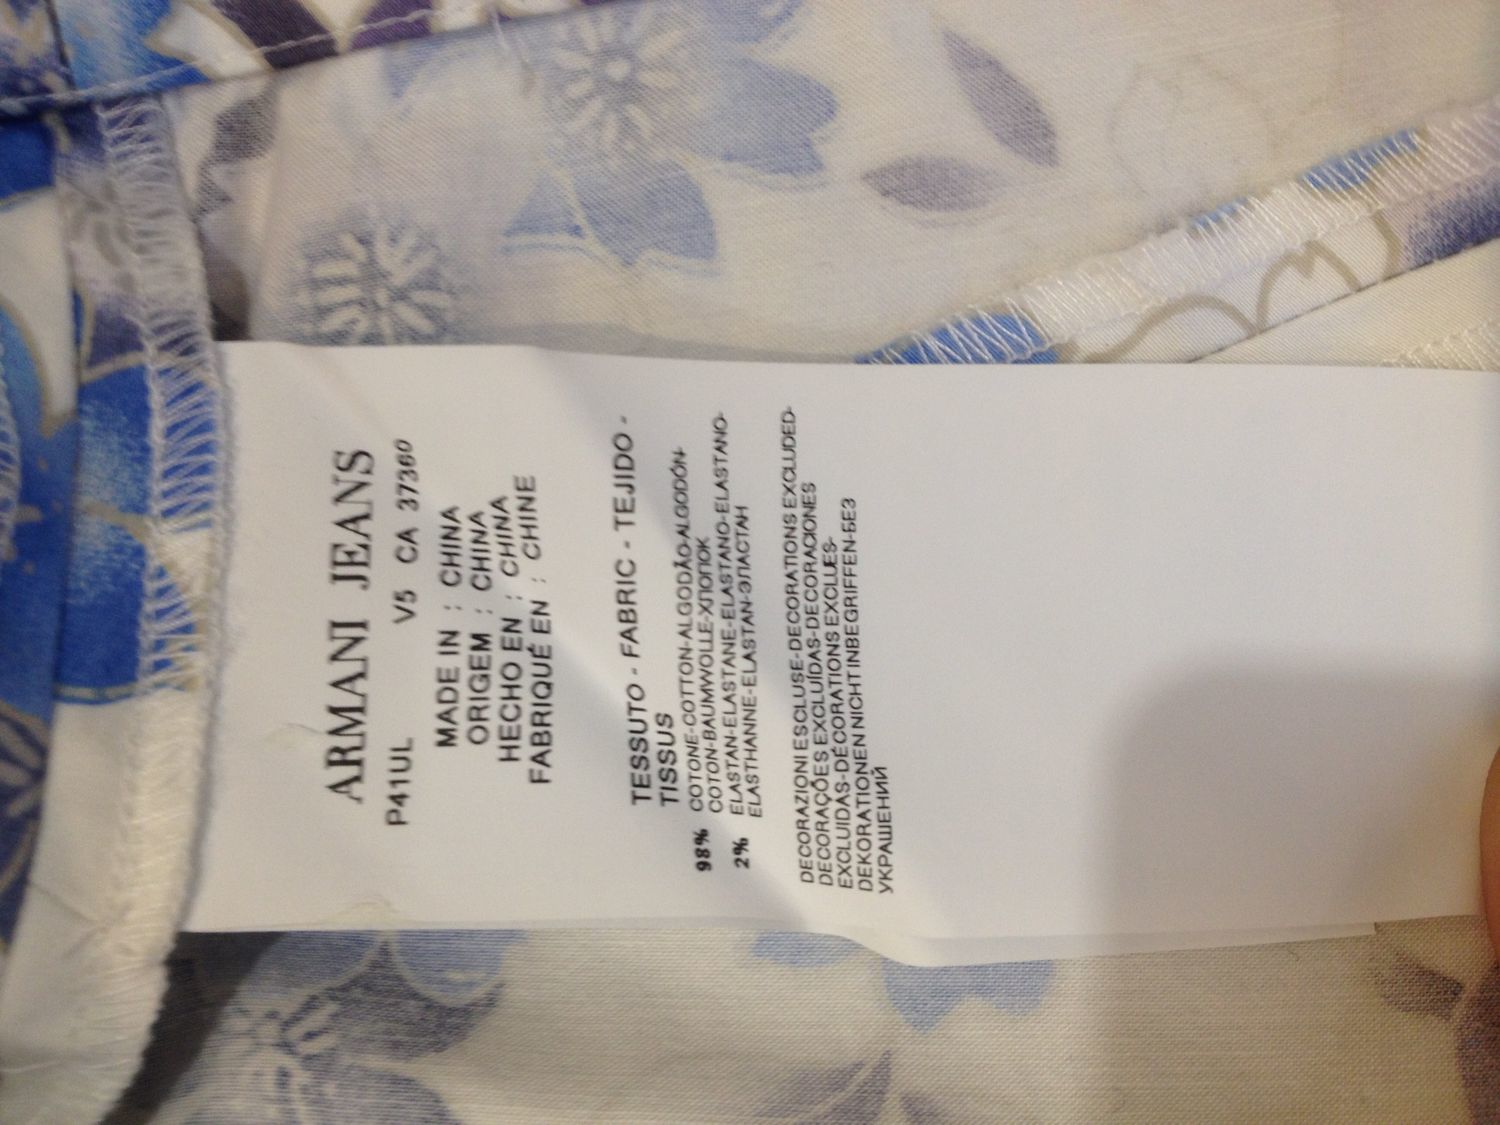 ARMANI JEANS
P41UL V5 CA 37360
MADE IN : CHINA
ORIGEM : CHINA
HECHO EN : CHINA
FABRIQUÉ EN : CHINE
TESSUTO - FABRIC - TEJIDO -
TISSUS
98% COTONE-COTTON-ALGODÃO-ALGODÓN-
COTON-BAUMWOLLE-ХЛОПОК
2% ELASTAN-ELASTANE-ELASTANO-ELASTANO-
ELASTHANNE-ELASTAN-ЭЛАСТАН
DECORAZIONI ESCLUSE-DECORATIONS EXCLUDED-
DECORAÇÕES EXCLUÍDAS-DECORACIONES
EXCLUIDAS-DÉCORATIONS EXCLUES-
DEKORATIONEN NICHT INBEGRIFFEN-БЕЗ
УКРАШЕНИЙ